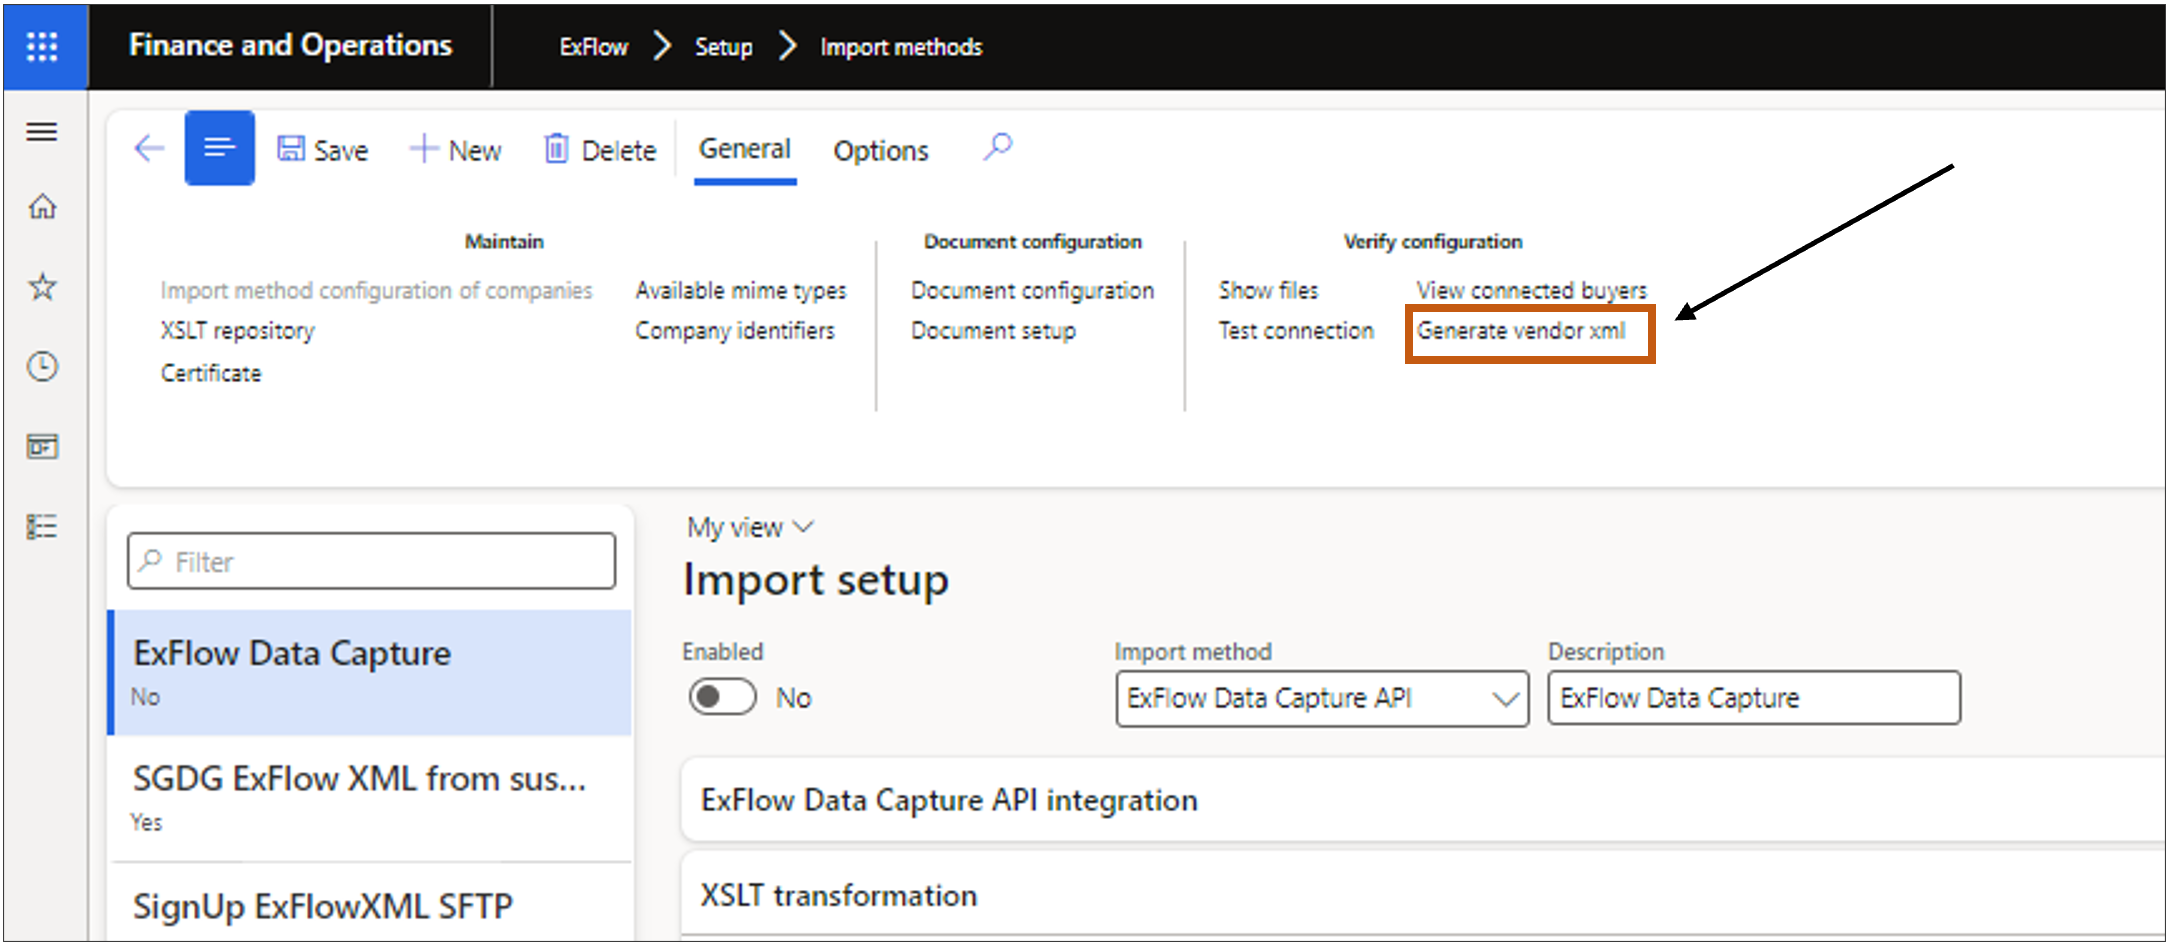 Finance and Operations
ExFlow > Setup > Import methods
Save New Delete General Options
Maintain
Import method configuration of companies
XSLT repository
Certificate
Available mime types
Company identifiers
Document configuration
Document configuration
Document setup
Verify configuration
Show files
Test connection
View connected buyers
Generate vendor xml
Filter
ExFlow Data Capture
No
SGDG ExFlow XML from sus...
Yes
SignUp ExFlowXML SFTP
My view
Import setup
Enabled
No
Import method
ExFlow Data Capture API
Description
ExFlow Data Capture
ExFlow Data Capture API integration
XSLT transformation